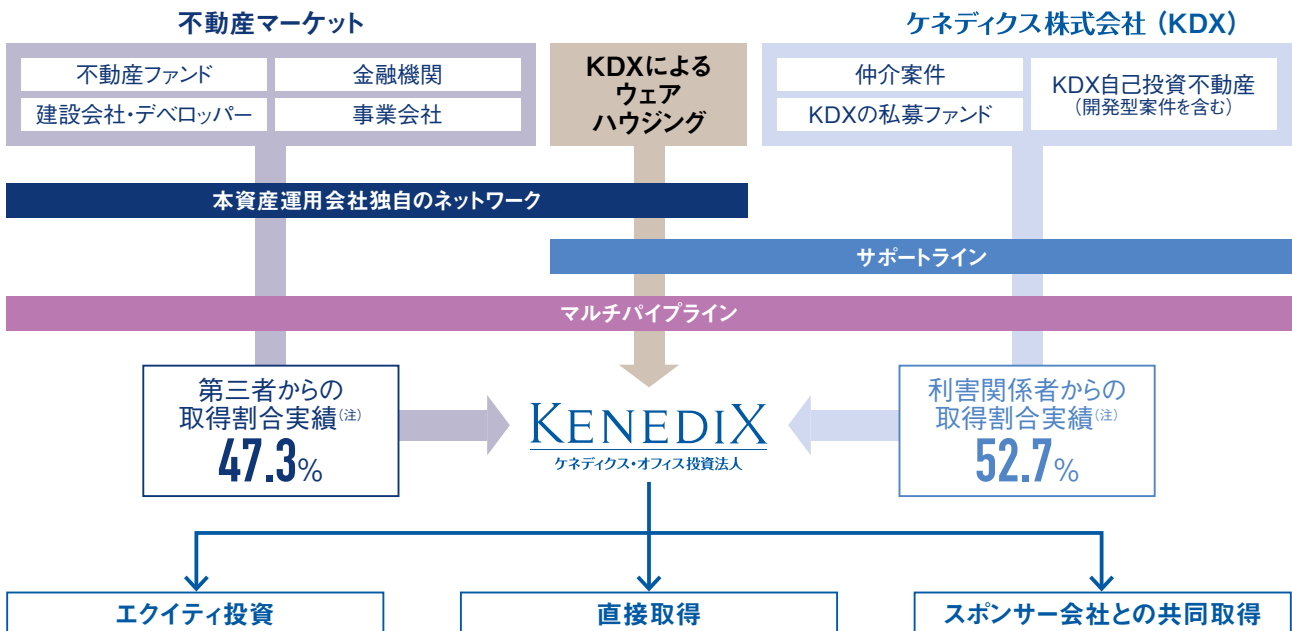 不動産マーケット
ケネディクス株式会社（KDX）
不動産ファンド
金融機関
建設会社・デベロッパー
事業会社
KDXによる
ウェア
ハウジング
仲介案件
KDXの私募ファンド
KDX自己投資不動産
（開発型案件を含む）
本資産運用会社独自のネットワーク
サポートライン
マルチパイプライン
第三者からの
取得割合実績（注）
47.3%
KENEDIX
ケネディクス・オフィス投資法人
利害関係者からの
取得割合実績（注）
52.7%
エクイティ投資
直接取得
スポンサー会社との共同取得